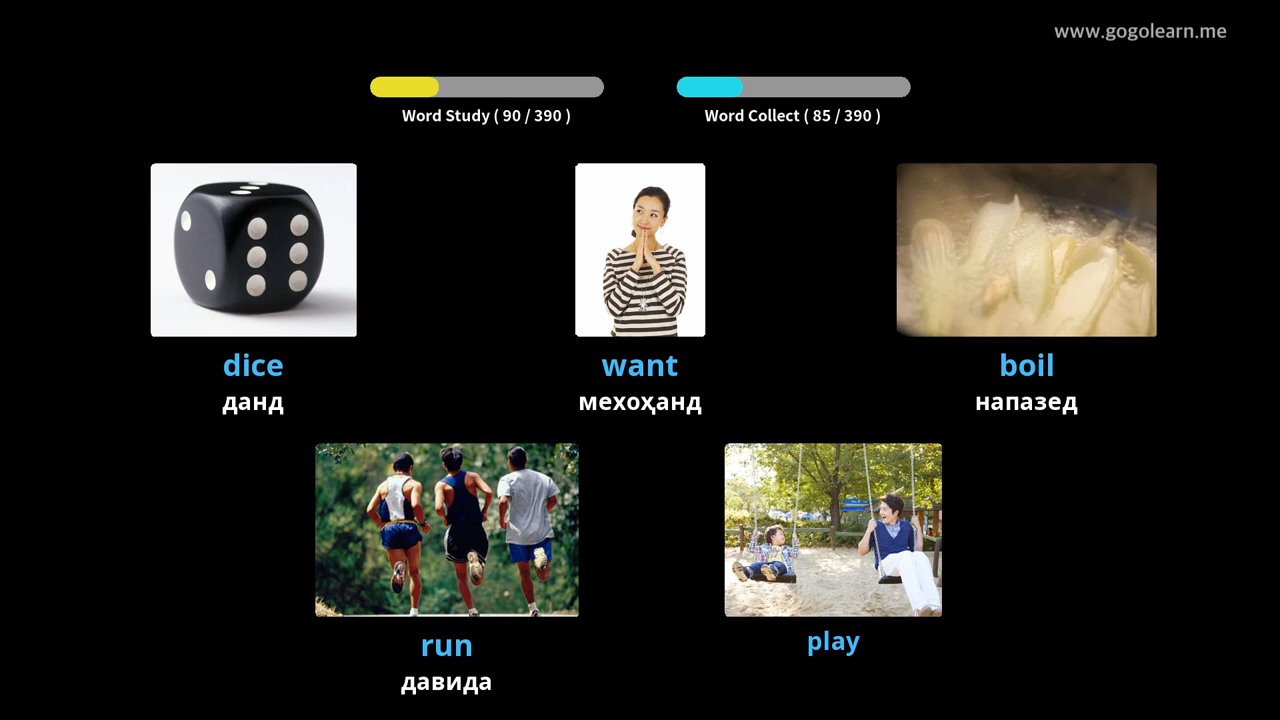 www.gogolearn.me
Word Study ( 90 / 390 )
Word Collect ( 85 / 390 )
dice
данд
want
мехоҳанд
boil
напазед
run
давида
play